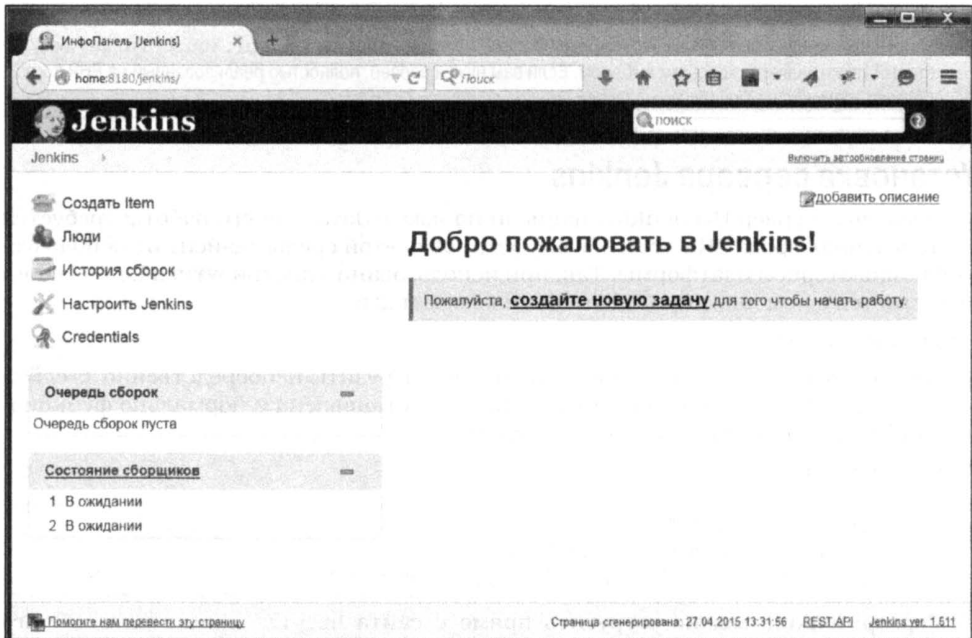 ИнфоПанель [Jenkins]
home:8180/jenkins/
Поиск
Jenkins
поиск
Jenkins
Включить автообновление страниц
Создать Item
Люди
История сборок
Настроить Jenkins
Credentials
добавить описание
Добро пожаловать в Jenkins!
Пожалуйста, создайте новую задачу для того чтобы начать работу.
Очередь сборок
Очередь сборок пуста
Состояние сборщиков
1 В ожидании
2 В ожидании
Помогите нам перевести эту страницу
Страница сгенерирована: 27.04.2015 13:31:56 REST API Jenkins ver. 1.611